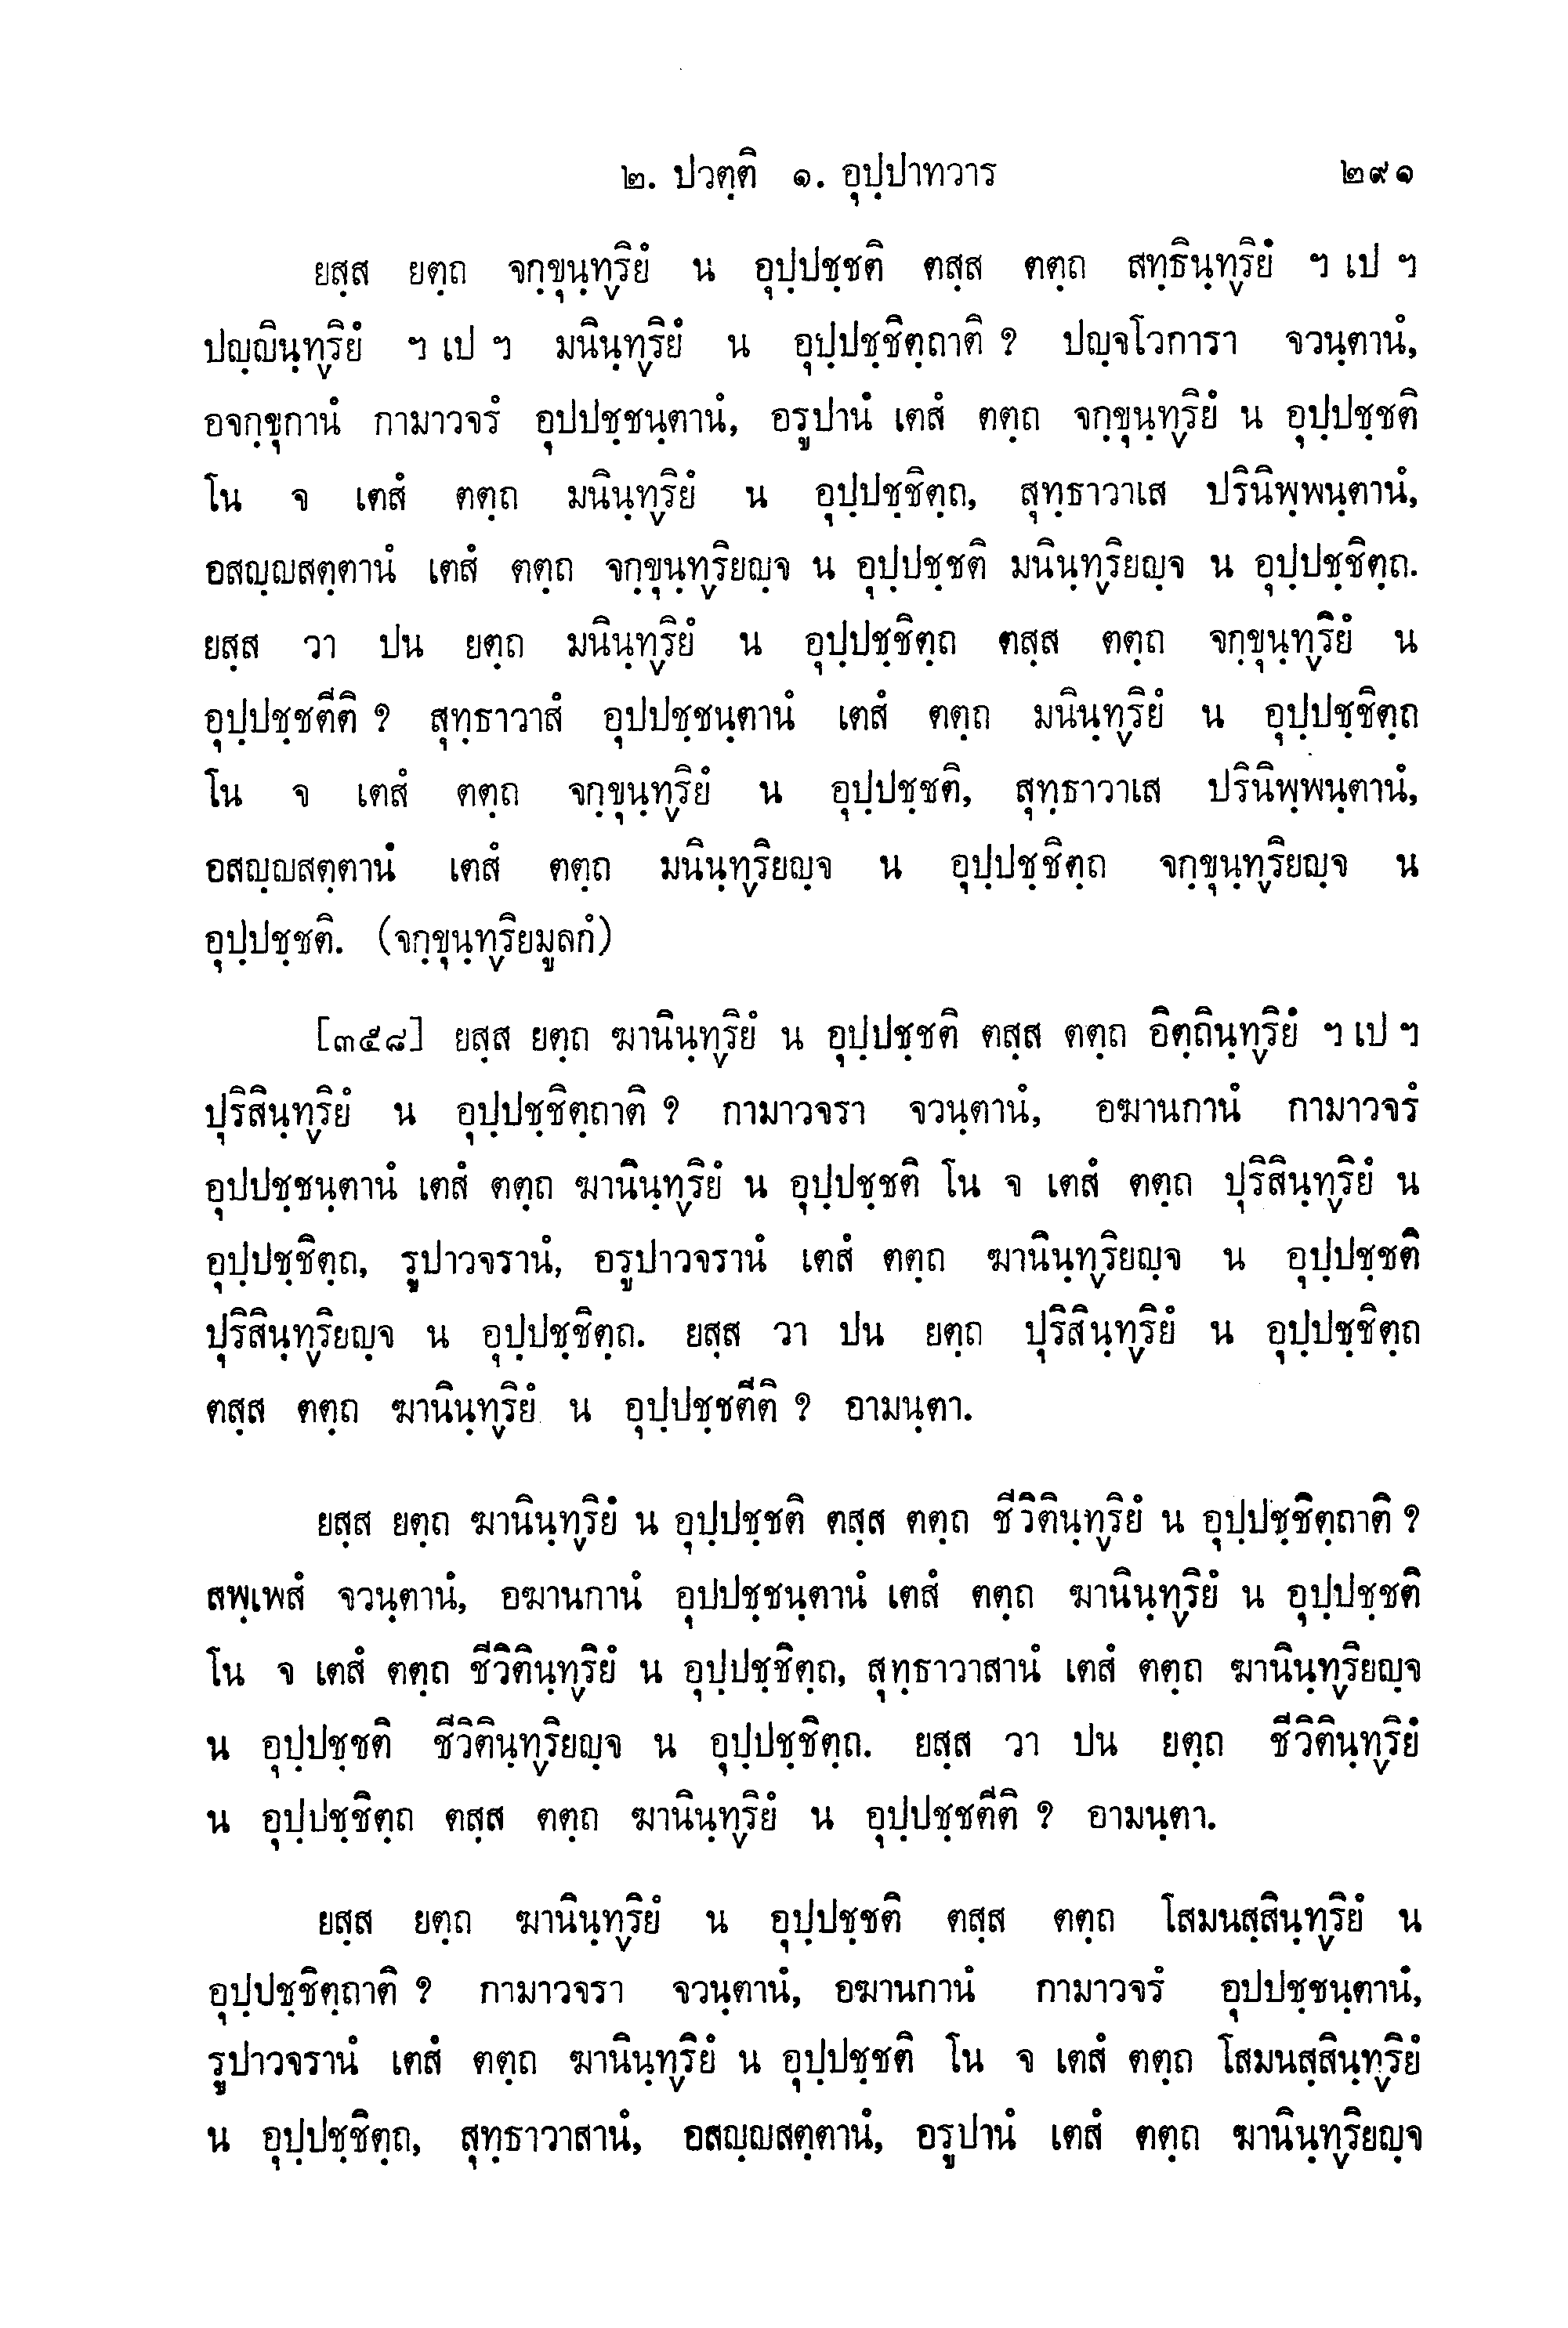 ๒. ปวตฺติ ๑. อุปฺปาทวาร ๒๙๑
ยสฺส ยตฺถ จกฺขุนฺท๎ริยํ น อุปฺปชฺชติ ตสฺส ตตฺถ สทฺธินฺท๎ริยํ ฯ เป ฯ
ปญฺญินฺท๎ริยํ ฯ เป ฯ มนินฺท๎ริยํ น อุปฺปชฺชิตฺถาติ ? ปญฺจโวการา จวนฺตานํ,
อจกฺขุกานํ กามาวจรํ อุปปชฺชนฺตานํ, อรูปานํ เตสํ ตตฺถ จกฺขุนฺท๎ริยํ น อุปฺปชฺชติ
โน จ เตสํ ตตฺถ มนินฺท๎ริยํ น อุปฺปชฺชิตฺถ, สุทฺธาวาเส ปรินิพฺพนฺตานํ,
อสญฺญสตฺตานํ เตสํ ตตฺถ จกฺขุนฺท๎ริยญฺจ น อุปฺปชฺชติ มนินฺท๎ริยญฺจ น อุปฺปชฺชิตฺถ.
ยสฺส วา ปน ยตฺถ มนินฺท๎ริยํ น อุปฺปชฺชิตฺถ ตสฺส ตตฺถ จกฺขุนฺท๎ริยํ น
อุปฺปชฺชตีติ ? สุทฺธาวาสํ อุปปชฺชนฺตานํ เตสํ ตตฺถ มนินฺท๎ริยํ น อุปฺปชฺชิตฺถ
โน จ เตสํ ตตฺถ จกฺขุนฺท๎ริยํ น อุปฺปชฺชติ, สุทฺธาวาเส ปรินิพฺพนฺตานํ,
อสญฺญสตฺตานํ เตสํ ตตฺถ มนินฺท๎ริยญฺจ น อุปฺปชฺชิตฺถ จกฺขุนฺท๎ริยญฺจ น
อุปฺปชฺชติ. (จกฺขุนฺท๎ริยมูลกํ)
[๓๕๘] ยสฺส ยตฺถ ฆานินฺท๎ริยํ น อุปฺปชฺชติ ตสฺส ตตฺถ อิตฺถินฺท๎ริยํ ฯ เป ฯ
ปุริสินฺท๎ริยํ น อุปฺปชฺชิตฺถาติ ? กามาวจรา จวนฺตานํ, อฆานกานํ กามาวจรํ
อุปปชฺชนฺตานํ เตสํ ตตฺถ ฆานินฺท๎ริยํ น อุปฺปชฺชติ โน จ เตสํ ตตฺถ ปุริสินฺท๎ริยํ น
อุปฺปชฺชิตฺถ, รูปาวจรานํ, อรูปาวจรานํ เตสํ ตตฺถ ฆานินฺท๎ริยญฺจ น อุปฺปชฺชติ
ปุริสินฺท๎ริยญฺจ น อุปฺปชฺชิตฺถ. ยสฺส วา ปน ยตฺถ ปุริสินฺท๎ริยํ น อุปฺปชฺชิตฺถ
ตสฺส ตตฺถ ฆานินฺท๎ริยํ น อุปฺปชฺชตีติ ? อามนฺตา.
ยสฺส ยตฺถ ฆานินฺท๎ริยํ น อุปฺปชฺชติ ตสฺส ตตฺถ ชีวิตินฺท๎ริยํ น อุปฺปชฺชิตฺถาติ ?
สพฺเพสํ จวนฺตานํ, อฆานกานํ อุปปชฺชนฺตานํ เตสํ ตตฺถ ฆานินฺท๎ริยํ น อุปฺปชฺชติ
โน จ เตสํ ตตฺถ ชีวิตินฺท๎ริยํ น อุปฺปชฺชิตฺถ, สุทฺธาวาสานํ เตสํ ตตฺถ ฆานินฺท๎ริยญฺจ
น อุปฺปชฺชติ ชีวิตินฺท๎ริยญฺจ น อุปฺปชฺชิตฺถ. ยสฺส วา ปน ยตฺถ ชีวิตินฺท๎ริยํ
น อุปฺปชฺชิตฺถ ตสฺส ตตฺถ ฆานินฺท๎ริยํ น อุปฺปชฺชตีติ ? อามนฺตา.
ยสฺส ยตฺถ ฆานินฺท๎ริยํ น อุปฺปชฺชติ ตสฺส ตตฺถ โสมนสฺสินฺท๎ริยํ น
อุปฺปชฺชิตฺถาติ ? กามาวจรา จวนฺตานํ, อฆานกานํ กามาวจรํ อุปปชฺชนฺตานํ,
รูปาวจรานํ เตสํ ตตฺถ ฆานินฺท๎ริยํ น อุปฺปชฺชติ โน จ เตสํ ตตฺถ โสมนสฺสินฺท๎ริยํ
น อุปฺปชฺชิตฺถ, สุทฺธาวาสานํ, อสญฺญสตฺตานํ, อรูปานํ เตสํ ตตฺถ ฆานินฺท๎ริยญฺจ